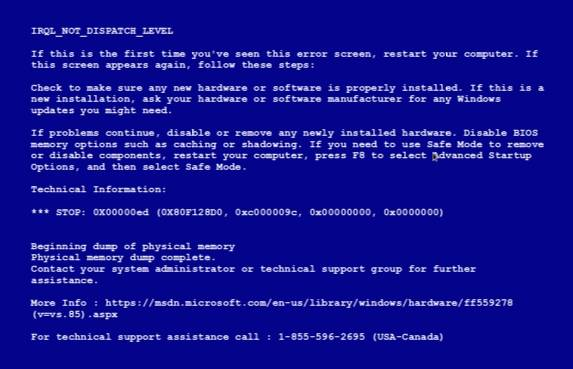 IRQL_NOT_DISPATCH_LEVEL
If this is the first time you've seen this error screen, restart your computer. If
this screen appears again, follow these steps:
Check to make sure any new hardware or software is properly installed. If this is a
new installation, ask your hardware or software manufacturer for any Windows
updates you might need.
If problems continue, disable or remove any newly installed hardware. Disable BIOS
memory options such as caching or shadowing. If you need to use Safe Mode to remove
or disable components, restart your computer, press F8 to select Advanced Startup
Options, and then select Safe Mode.
Technical Information:
*** STOP: 0X00000ed (0X80F128D0, 0xc000009c, 0x00000000, 0x0000000)
Beginning dump of physical memory
Physical memory dump complete.
Contact your system administrator or technical support group for further
assistance.
More Info : https://msdn.microsoft.com/en-us/library/windows/hardware/ff559278
(v=vs.85).aspx
For technical support assistance call : 1-855-596-2695 (USA-Canada)